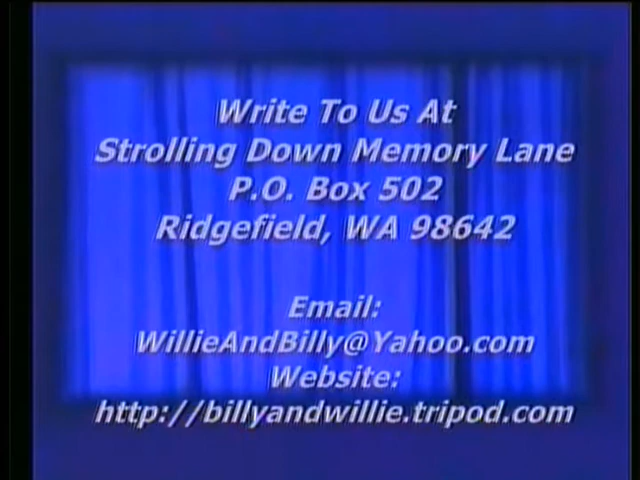 Write To Us At
Strolling Down Memory Lane
P.O. Box 502
Ridgefield, WA 98642
Email:
WillieAndBilly@Yahoo.com
Website:
http://billyandwillie.tripod.com